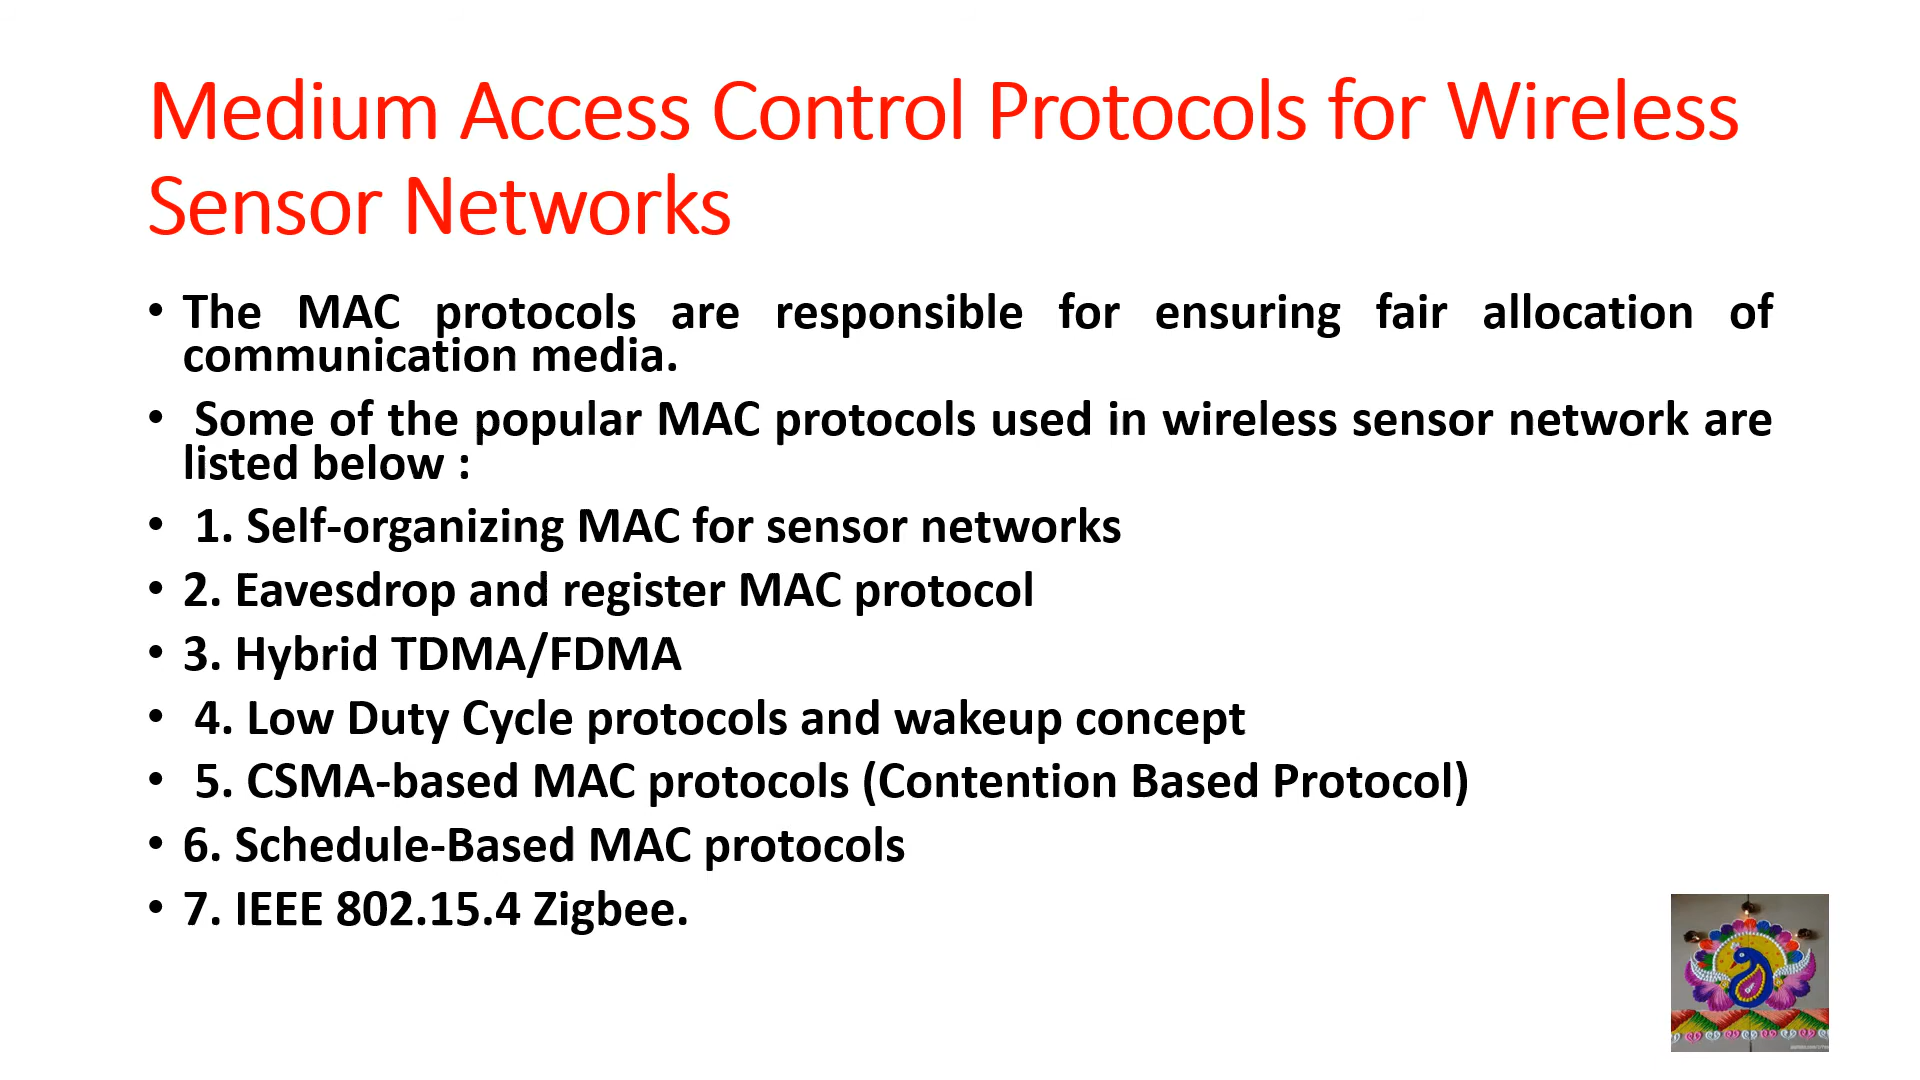 Medium Access Control Protocols for Wireless
Sensor Networks
• The MAC protocols are responsible for ensuring fair allocation of
communication media.
• Some of the popular MAC protocols used in wireless sensor network are
listed below :
• 1. Self-organizing MAC for sensor networks
• 2. Eavesdrop and register MAC protocol
• 3. Hybrid TDMA/FDMA
• 4. Low Duty Cycle protocols and wakeup concept
• 5. CSMA-based MAC protocols (Contention Based Protocol)
• 6. Schedule-Based MAC protocols
• 7. IEEE 802.15.4 Zigbee.